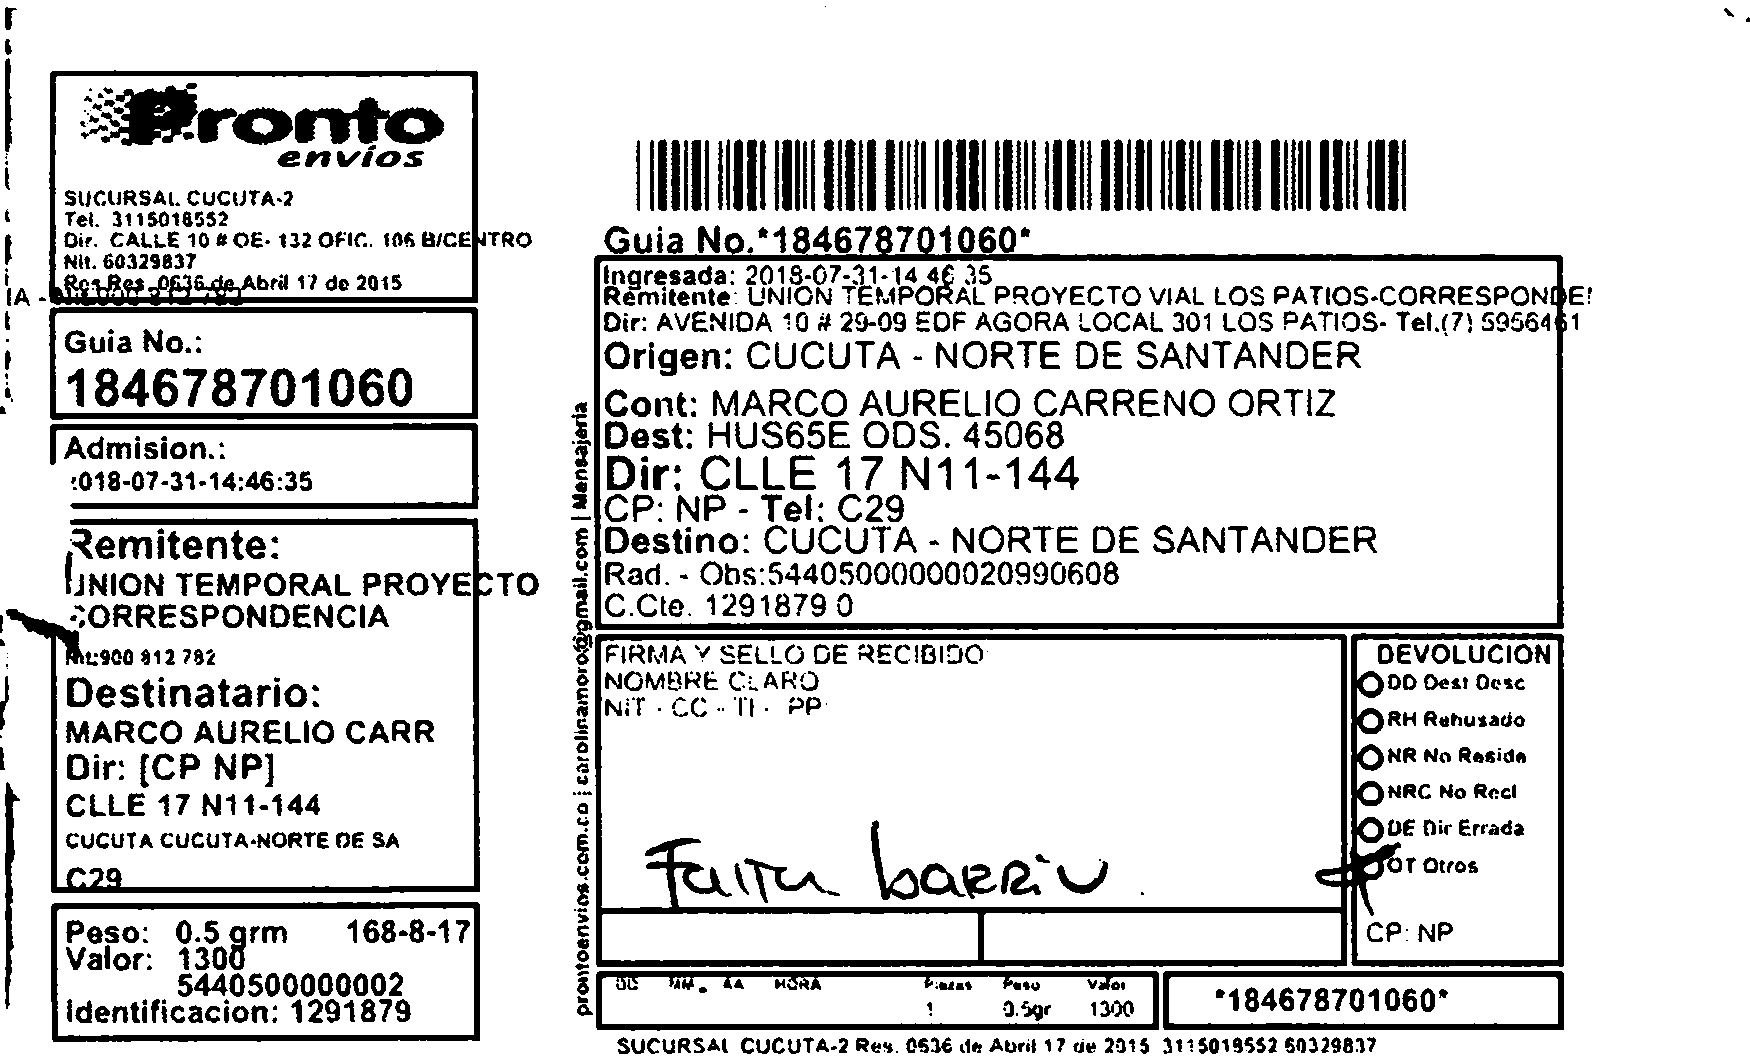 Pronto
envios
SUCURSAL CUCUTA-2
Tel. 3115018552
Dir. CALLE 10 # OE- 132 OFIC. 106 B/CENTRO
Nit. 60329837
Res. 0636 de Abril 17 de 2015
Guia No.:
184678701060
Admision.:
018-07-31-14:46:35
Remitente:
UNION TEMPORAL PROYECTO
CORRESPONDENCIA
Nit:900 812 782
Destinatario:
MARCO AURELIO CARR
Dir: [CP NP]
CLLE 17 N11-144
CUCUTA CUCUTA-NORTE DE SA
C29
Peso: 0.5 grm 168-8-17
Valor: 1300
5440500000002
Identificacion: 1291879
prontoenvios.com.co | carolinamoro@gmail.com | Mensajeria
Guia No.*184678701060*
Ingresada: 2018-07-31-14 46 35
Remitente: UNION TEMPORAL PROYECTO VIAL LOS PATIOS-CORRESPONDE
Dir: AVENIDA 10 # 29-09 EDF AGORA LOCAL 301 LOS PATIOS- Tel.(7) 5956461
Origen: CUCUTA - NORTE DE SANTANDER
Cont: MARCO AURELIO CARRENO ORTIZ
Dest: HUS65E ODS. 45068
Dir: CLLE 17 N11-144
CP: NP - Tel: C29
Destino: CUCUTA - NORTE DE SANTANDER
Rad. - Obs:54405000000020990608
C.Cte. 1291879 0
FIRMA Y SELLO DE RECIBIDO
NOMBRE CLARO
NIT - CC - TI - PP
Falta barrio
DEVOLUCION
DD Dest Desc
RH Rehusado
NR No Reside
NRC No Recl
DE Dir Errada
OT Otros
CP: NP
DD MM. AA HORA Piezas Peso Valor
1 0.5gr 1300
*184678701060*
SUCURSAL CUCUTA-2 Res. 0636 de Abril 17 de 2015 3115018552 60329837